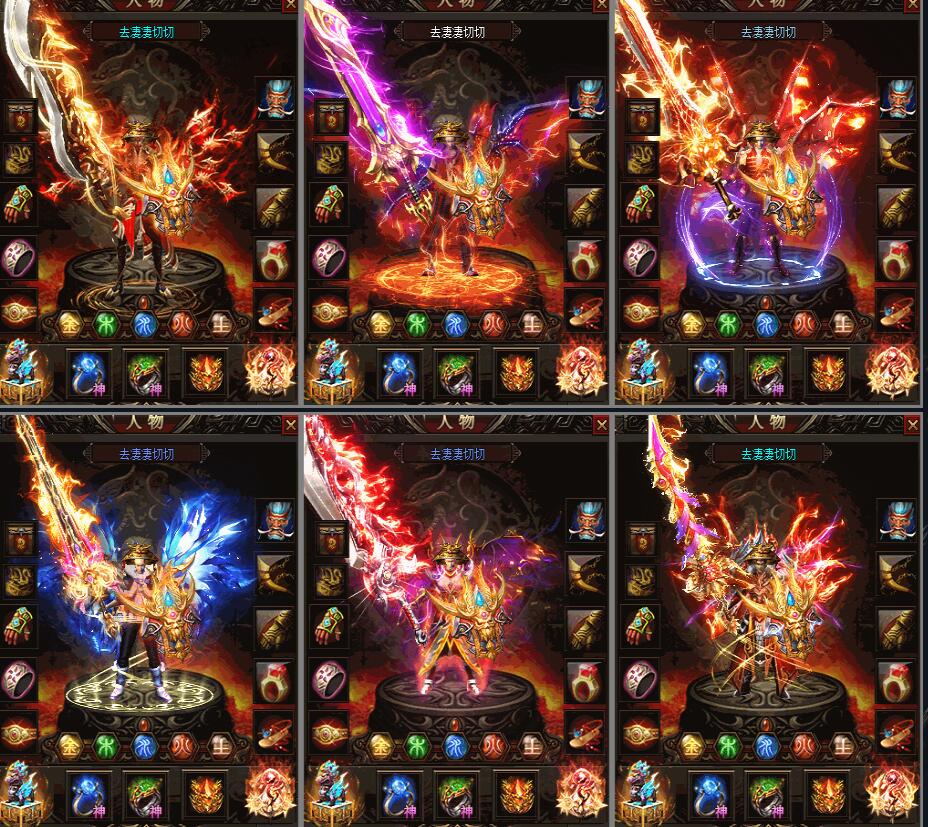 人物
去妻妻切切
金 木 水 火 土
神 神
人物
去妻妻切切
金 木 水 火 土
神 神
人物
去妻妻切切
金 木 水 火 土
神 神
人物
去妻妻切切
金 木 水 火 土
神 神
人物
去妻妻切切
金 木 水 火 土
神 神
人物
去妻妻切切
金 木 水 火 土
神 神